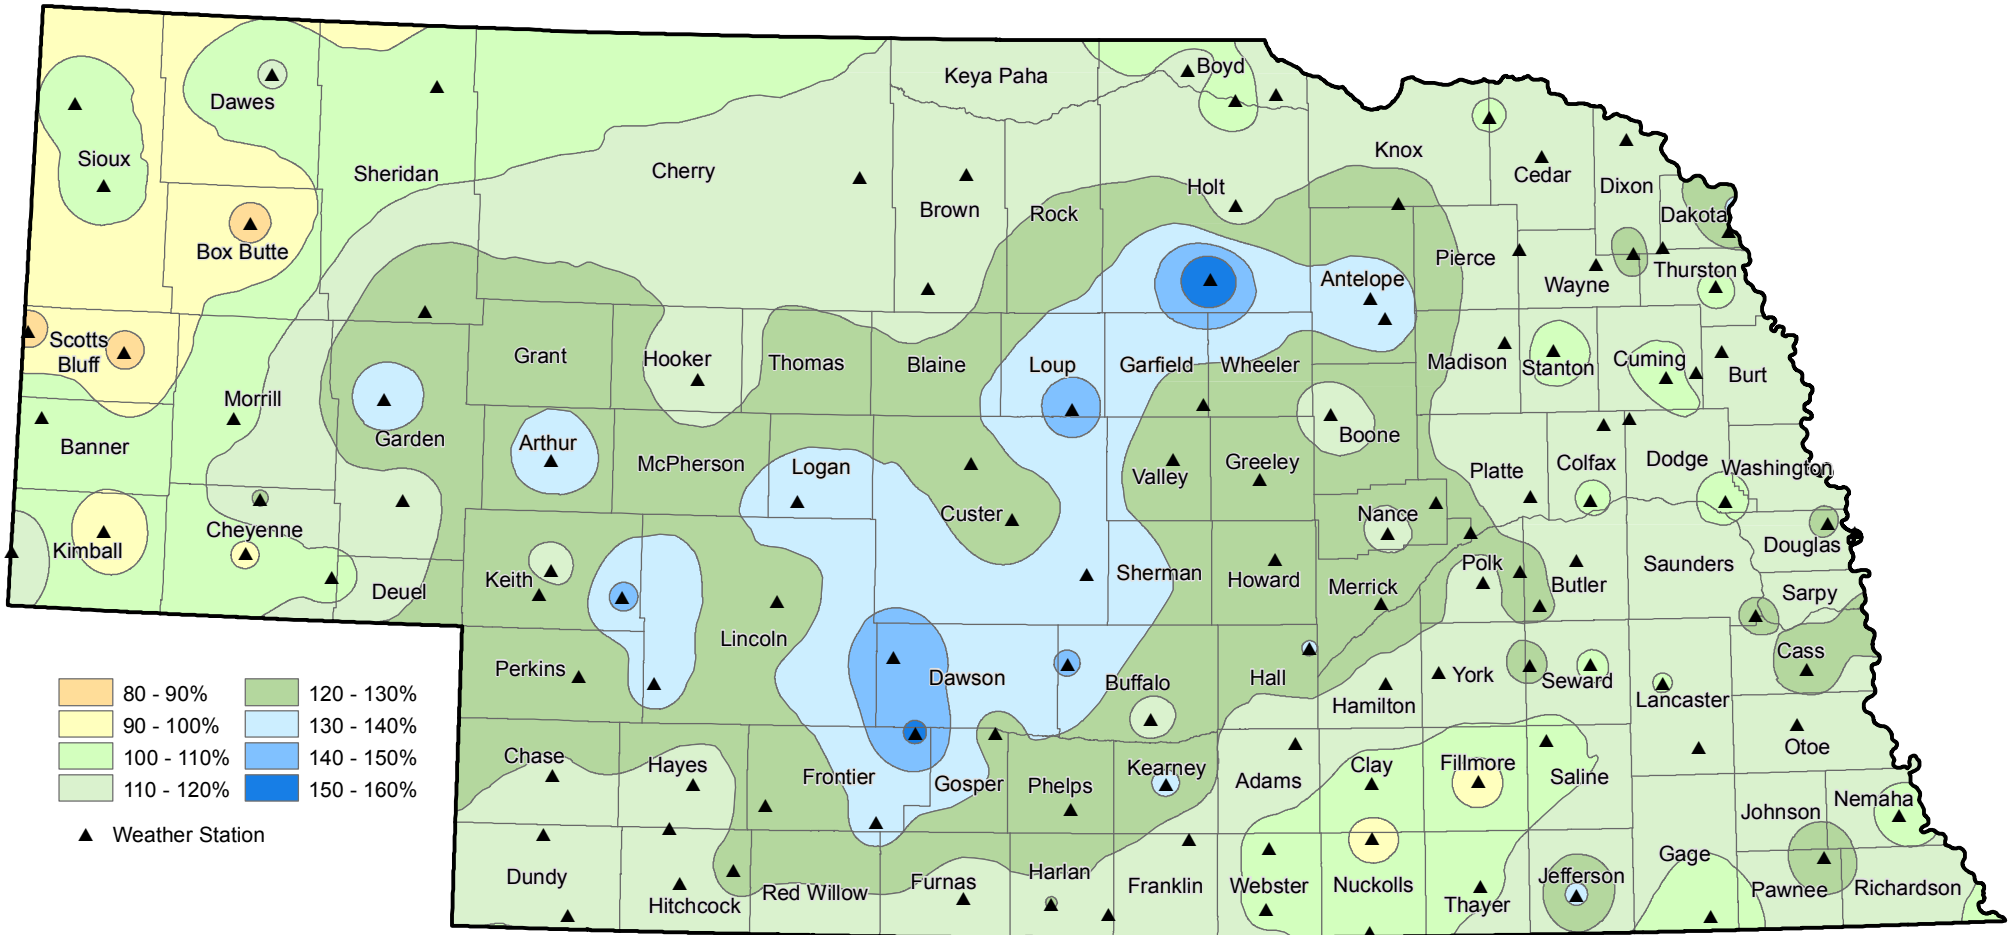 Boyd
Keya Paha
Dawes
Knox
Sioux
Sheridan
Cherry
Cedar
Dixon
Holt
Brown
Rock
Dakota
Box Butte
Pierce
Thurston
Antelope
Wayne
Scotts
Bluff
Grant
Hooker
Thomas
Blaine
Loup
Garfield
Wheeler
Madison
Stanton
Cuming
Burt
Morrill
Garden
Banner
Arthur
McPherson
Logan
Boone
Valley
Greeley
Platte
Colfax
Dodge
Washington
Custer
Nance
Cheyenne
Kimball
Douglas
Keith
Deuel
Sherman
Howard
Merrick
Polk
Butler
Saunders
Sarpy
Lincoln
Perkins
Dawson
Buffalo
Hall
Hamilton
York
Seward
Lancaster
Cass
Otoe
80 - 90%
90 - 100%
100 - 110%
110 - 120%
120 - 130%
130 - 140%
140 - 150%
150 - 160%
Weather Station
Chase
Hayes
Frontier
Gosper
Phelps
Kearney
Adams
Clay
Fillmore
Saline
Johnson
Nemaha
Dundy
Hitchcock
Red Willow
Furnas
Harlan
Franklin
Webster
Nuckolls
Thayer
Jefferson
Gage
Pawnee
Richardson